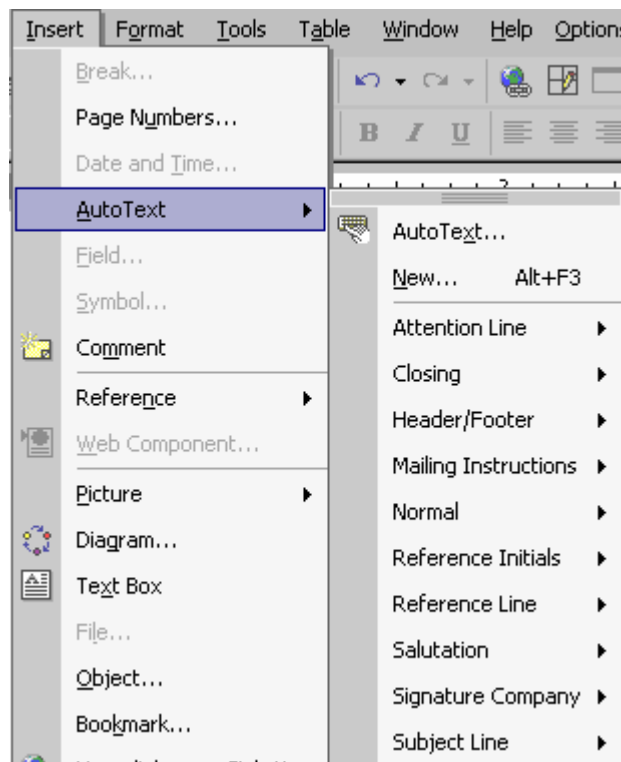 Insert Format Tools Table Window Help Option
Break...
Page Numbers...
B I U
Date and Time...
2
AutoText
AutoText...
Field...
New... Alt+F3
Symbol...
Attention Line
Comment
Closing
Reference
Header/Footer
Web Component...
Mailing Instructions
Picture
Normal
Diagram...
Reference Initials
Text Box
Reference Line
File...
Salutation
Object...
Signature Company
Bookmark...
Subject Line